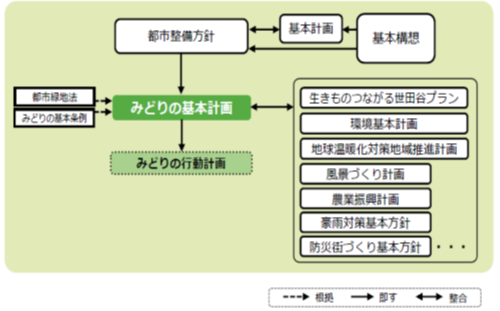 都市整備方針
基本計画
基本構想
都市緑地法
みどりの基本条例
みどりの基本計画
みどりの行動計画
生きものつながる世田谷プラン
環境基本計画
地球温暖化対策地域推進計画
風景づくり計画
農業振興計画
豪雨対策基本方針
防災街づくり基本方針 ・・・
根拠 即す 整合